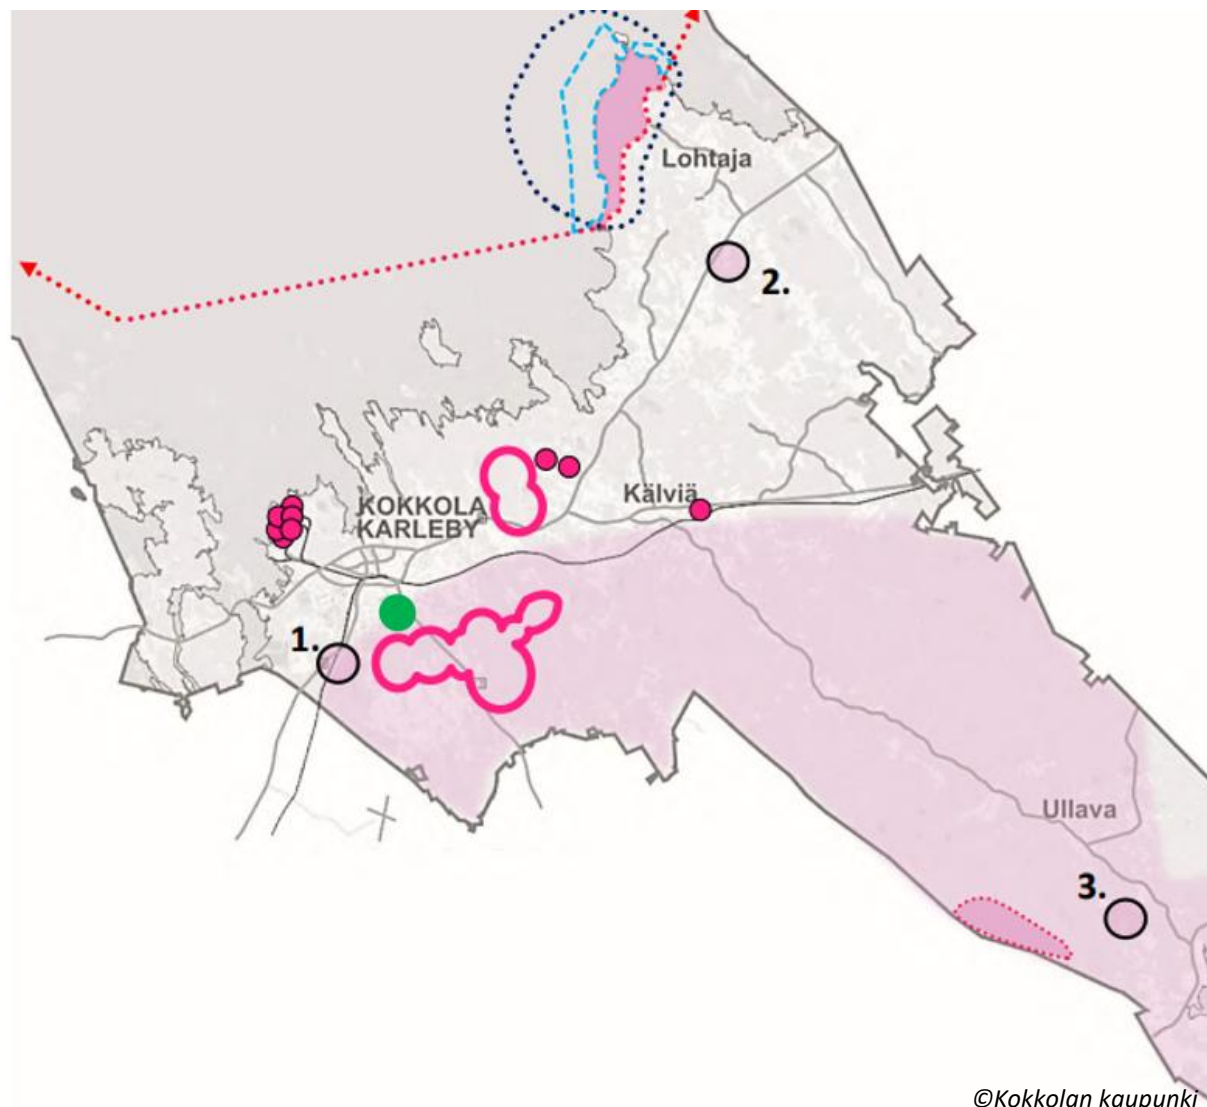 Lohtaja
2.
Kälviä
KOKKOLA
KARLEBY
1.
Ullava
3.
©Kokkolan kaupunki